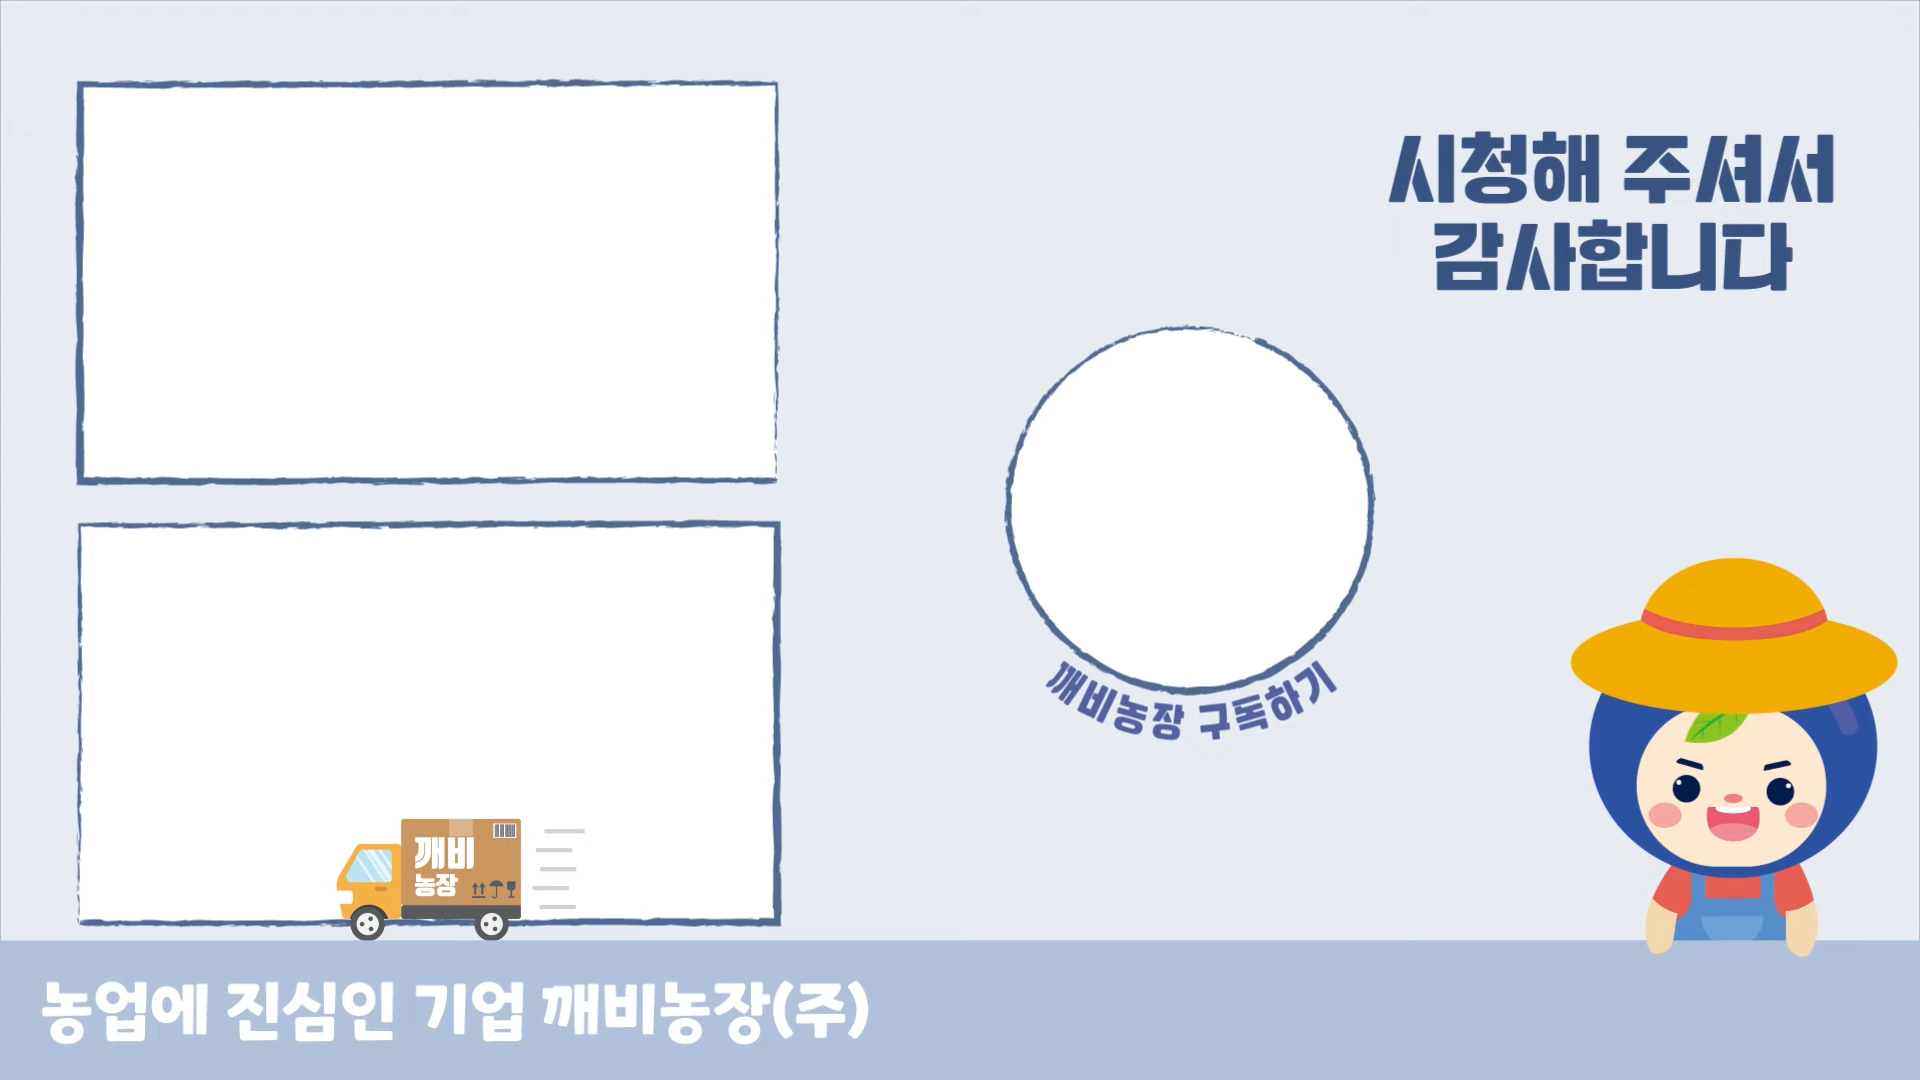 시청해 주셔서
감사합니다
깨비농장 구독하기
깨비
농장
농업에 진심인 기업 깨비농장(주)